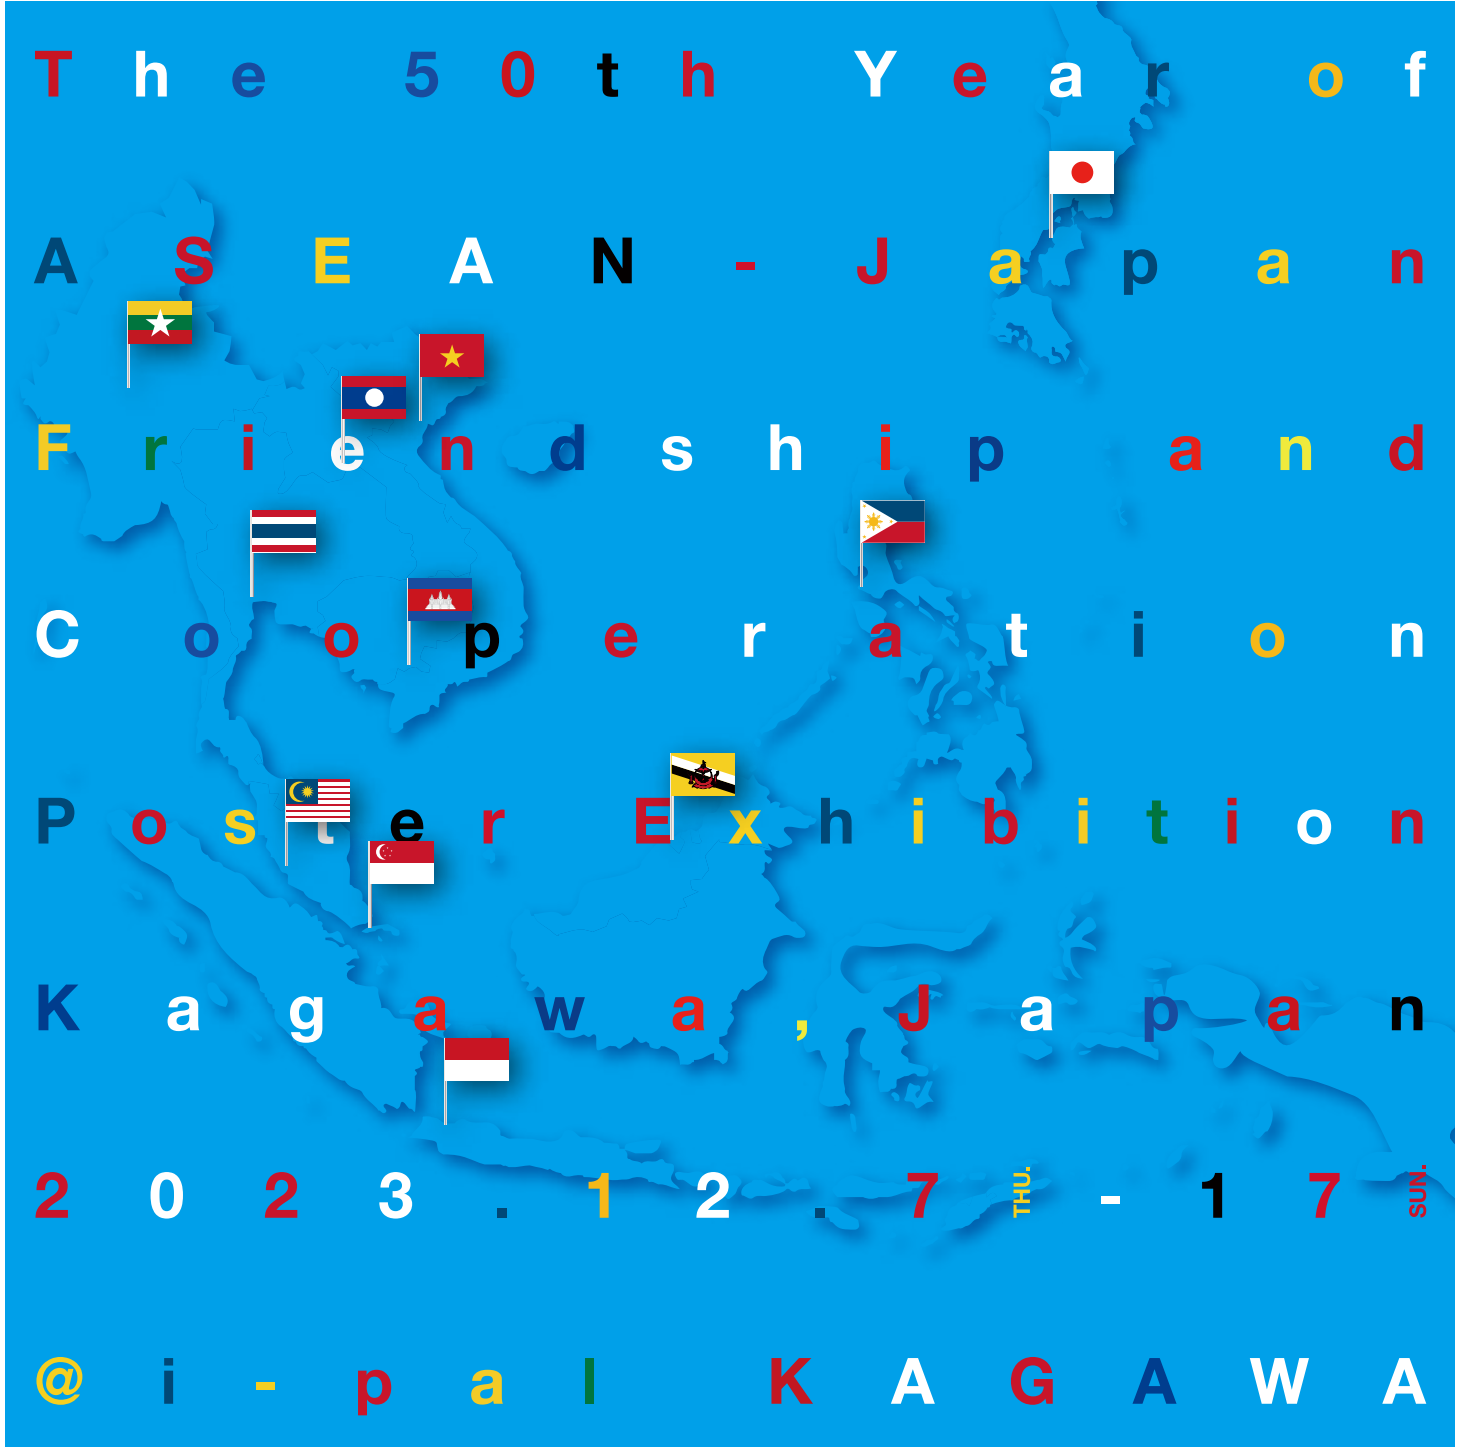 The 50th Year of
ASEAN-Japan
Friendship and
Cooperation
Poster Exhibition
Kagawa, Japan
2023.12.7 THU. -17 SUN.
@i-pal KAGAWA